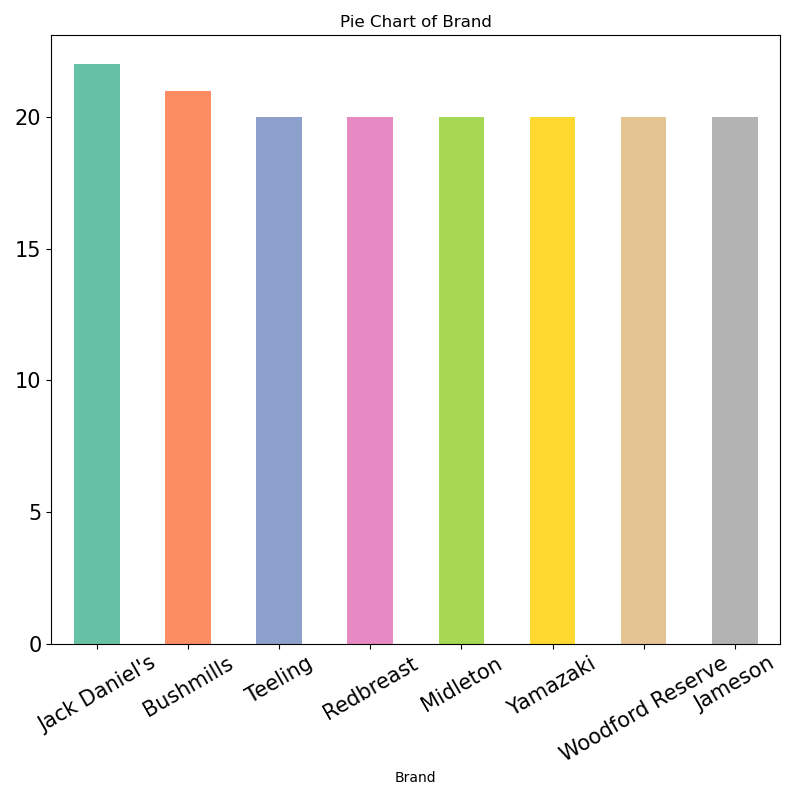 Pie Chart of Brand
20
15
10
5
0
Jack Daniel's
Bushmills
Teeling
Redbreast
Midleton
Yamazaki
Woodford Reserve
Jameson
Brand